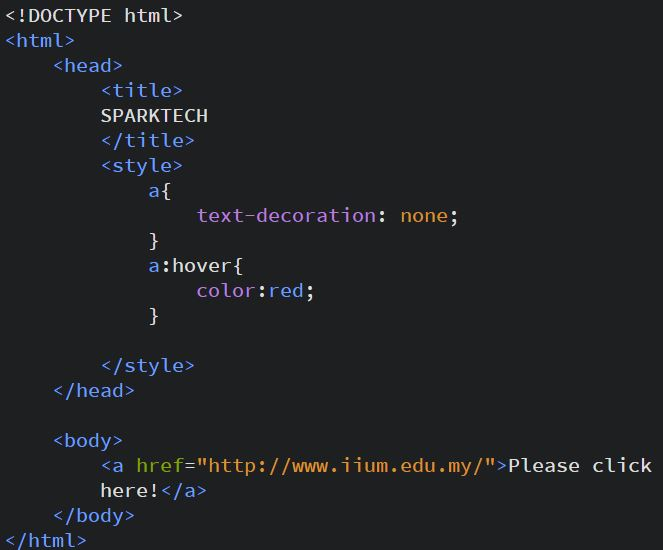 <!DOCTYPE html>
<html>
    <head>
        <title>
        SPARKTECH
        </title>
        <style>
            a{
                text-decoration: none;
            }
            a:hover{
                color:red;
            }

        </style>
    </head>

    <body>
        <a href="http://www.iium.edu.my/">Please click
        here!</a>
    </body>
</html>